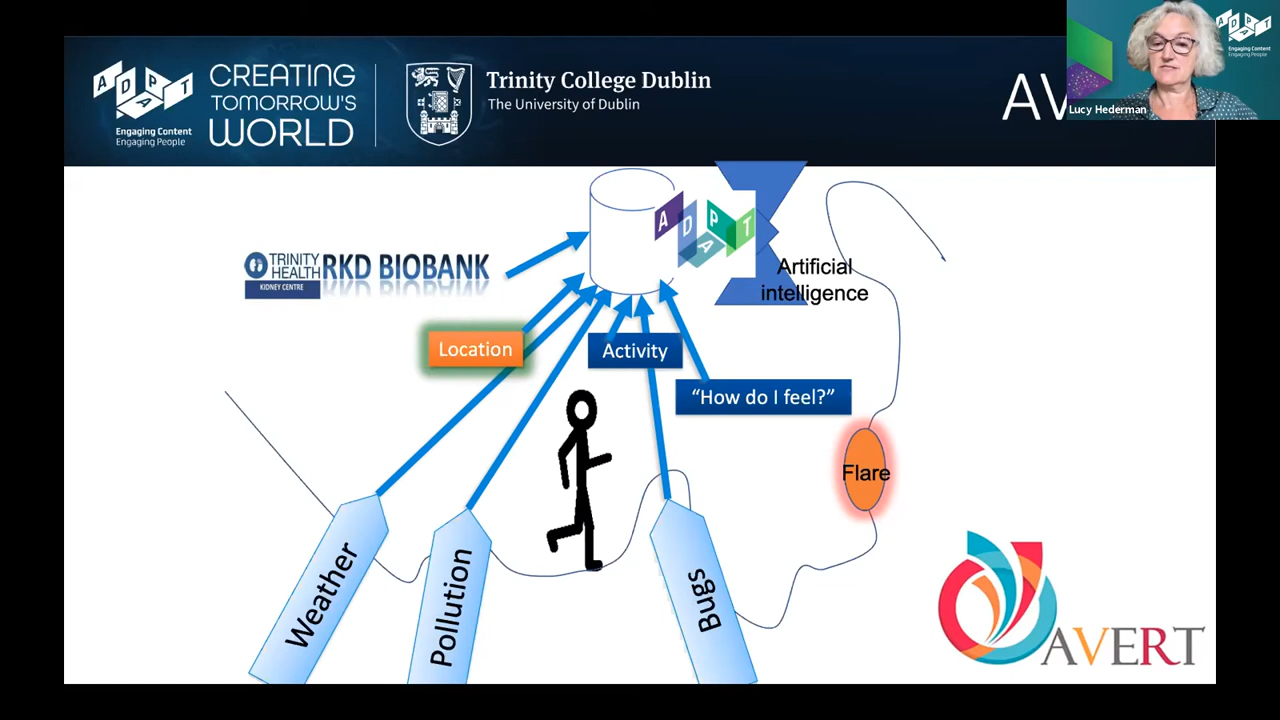 ADAPT
Engaging Content
Engaging People
CREATING
TOMORROW'S
WORLD
Trinity College Dublin
The University of Dublin
AV
ADAPT
Engaging Content
Engaging People
Lucy Hederman
TRINITY
HEALTH
KIDNEY CENTRE
RKD BIOBANK
ADAPT
Artificial
intelligence
Location
Activity
“How do I feel?”
Flare
Weather
Pollution
Bugs
AVERT